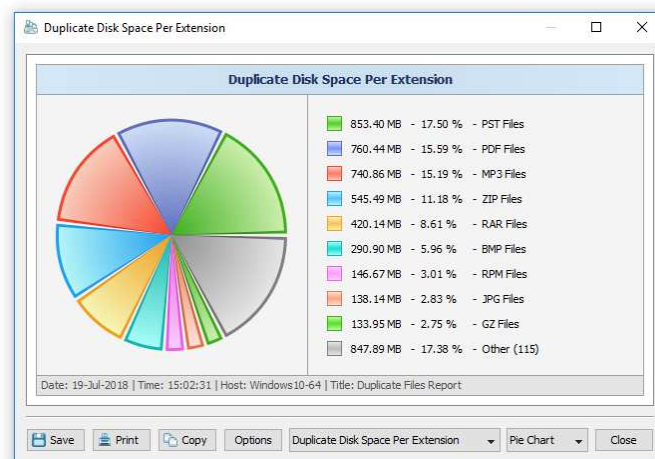 Duplicate Disk Space Per Extension
Duplicate Disk Space Per Extension
853.40 MB - 17.50 % - PST Files
760.44 MB - 15.59 % - PDF Files
740.86 MB - 15.19 % - MP3 Files
545.49 MB - 11.18 % - ZIP Files
420.14 MB - 8.61 % - RAR Files
290.90 MB - 5.96 % - BMP Files
146.67 MB - 3.01 % - RPM Files
138.14 MB - 2.83 % - JPG Files
133.95 MB - 2.75 % - GZ Files
847.89 MB - 17.38 % - Other (115)
Date: 19-Jul-2018 | Time: 15:02:31 | Host: Windows10-64 | Title: Duplicate Files Report
Save Print Copy Options Duplicate Disk Space Per Extension Pie Chart Close